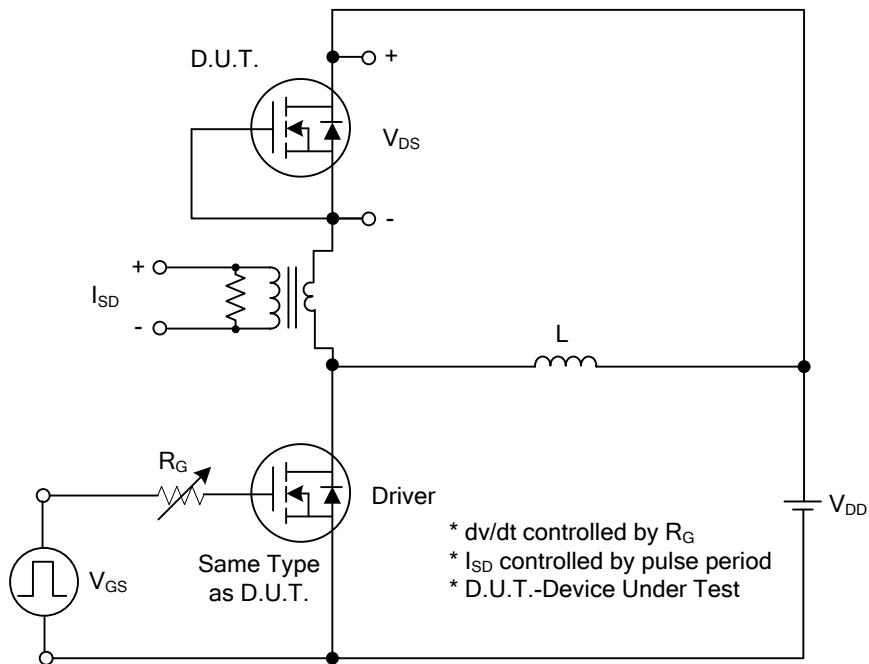 D.U.T.
+
VDS
-
+
ISD
-
L
RG
Driver
VDD
VGS
Same Type
as D.U.T.
* dv/dt controlled by RG
* ISD controlled by pulse period
* D.U.T.-Device Under Test